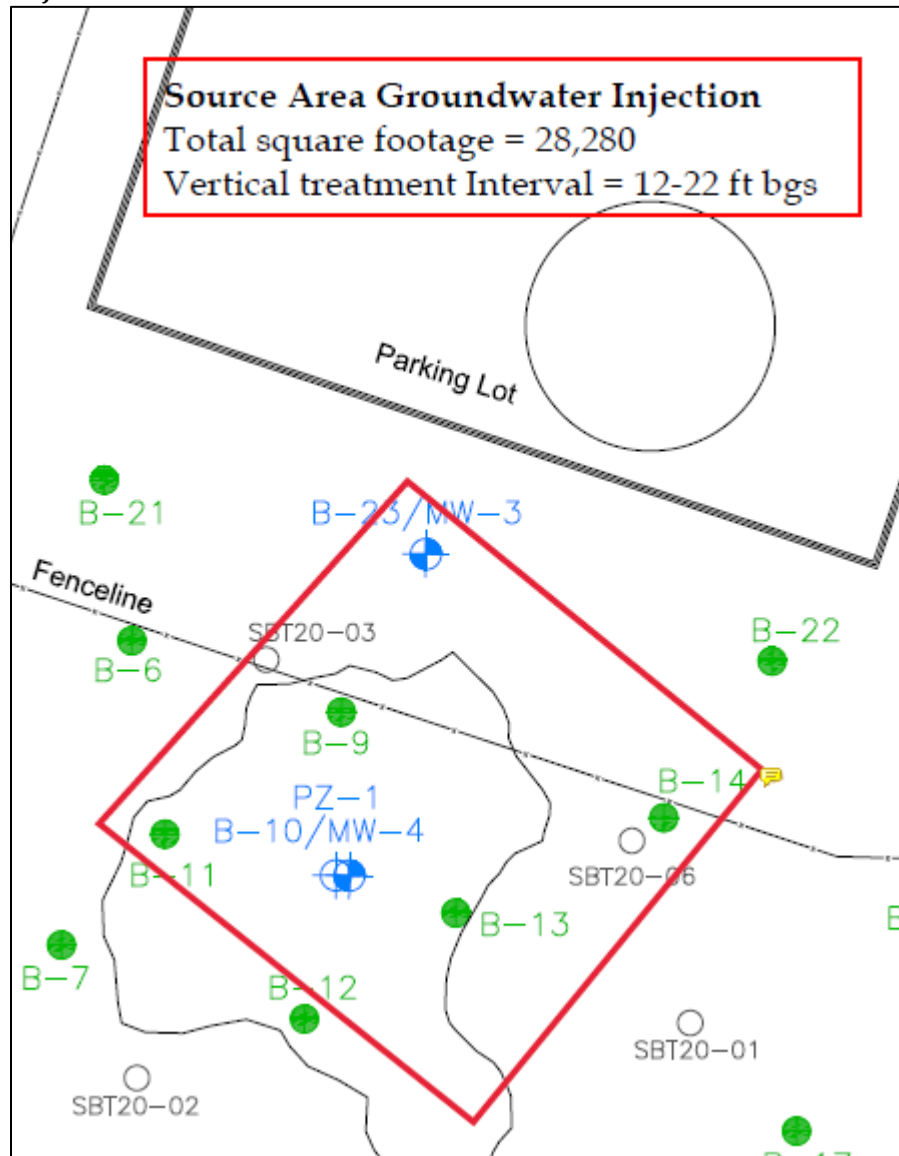 Source Area Groundwater Injection
Total square footage = 28,280
Vertical treatment Interval = 12-22 ft bgs
Parking Lot
B-21
B-23/MW-3
Fenceline
SBT20-03
B-22
B-6
B-9
B-14
PZ-1
B-10/MW-4
B-11
SBT20-06
B-13
B-7
B-12
SBT20-01
SBT20-02